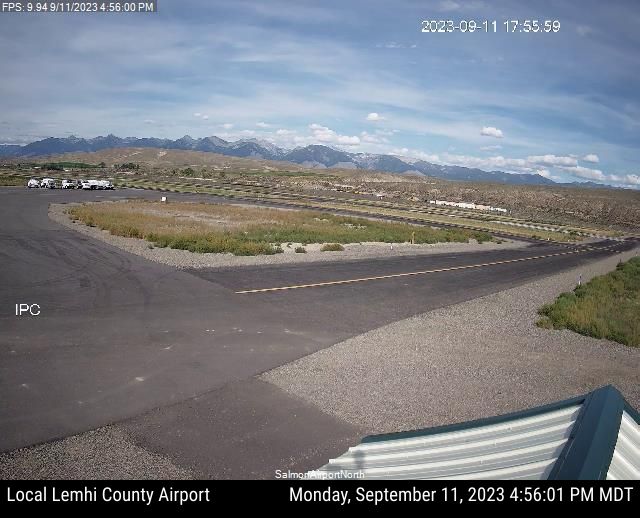 FPS: 9.94 9/11/2023 4:56:00 PM
2023-09-11 17:55:59
IPC
SalmonAirportNorth
Local Lemhi County Airport
Monday, September 11, 2023 4:56:01 PM MDT